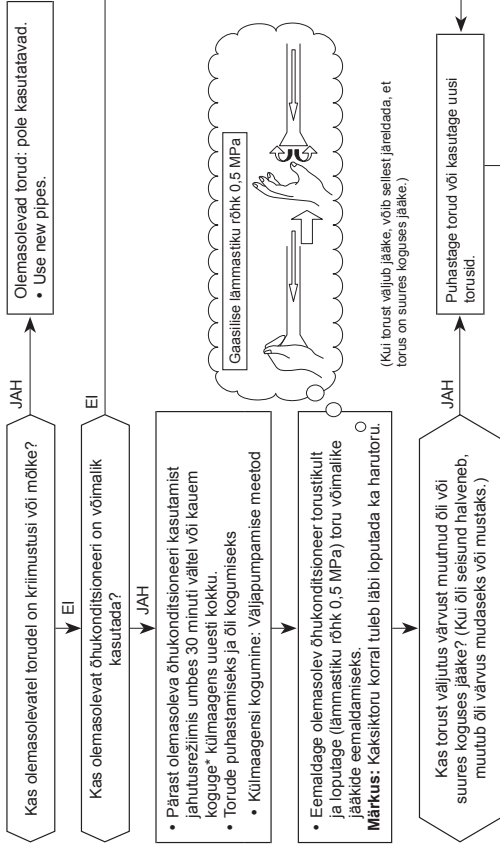 Kas olemasolevatel torudel on kriimustusi või mõlke?
JAH
Olemasolevad torud: pole kasutatavad.
• Use new pipes.
EI
Kas olemasolevat õhukonditsioneeri on võimalik
kasutada?
EI
JAH
• Pärast olemasoleva õhukonditsioneeri kasutamist
jahutusrežiimis umbes 30 minuti vältel või kauem
koguge* külmaagens uuesti kokku.
• Torude puhastamiseks ja õli kogumiseks
• Külmaagensi kogumine: Väljapumpamise meetod
Gaasilise lämmastiku rõhk 0,5 MPa
• Eemaldage olemasolev õhukonditsioneer torustikult
ja loputage (lämmastiku rõhk 0,5 MPa) toru võimalike
jääkide eemaldamiseks.
Märkus: Kaksiktoru korral tuleb läbi loputada ka harutoru.
(Kui torust väljub jääke, võib sellest järeldada, et
torus on suures koguses jääke.)
Kas torust väljutus värvust muutnud õli või
suures koguses jääke? (Kui õli seisund halveneb,
muutub õli värvus mudaseks või mustaks.)
JAH
Puhastage torud või kasutage uusi
torusid.